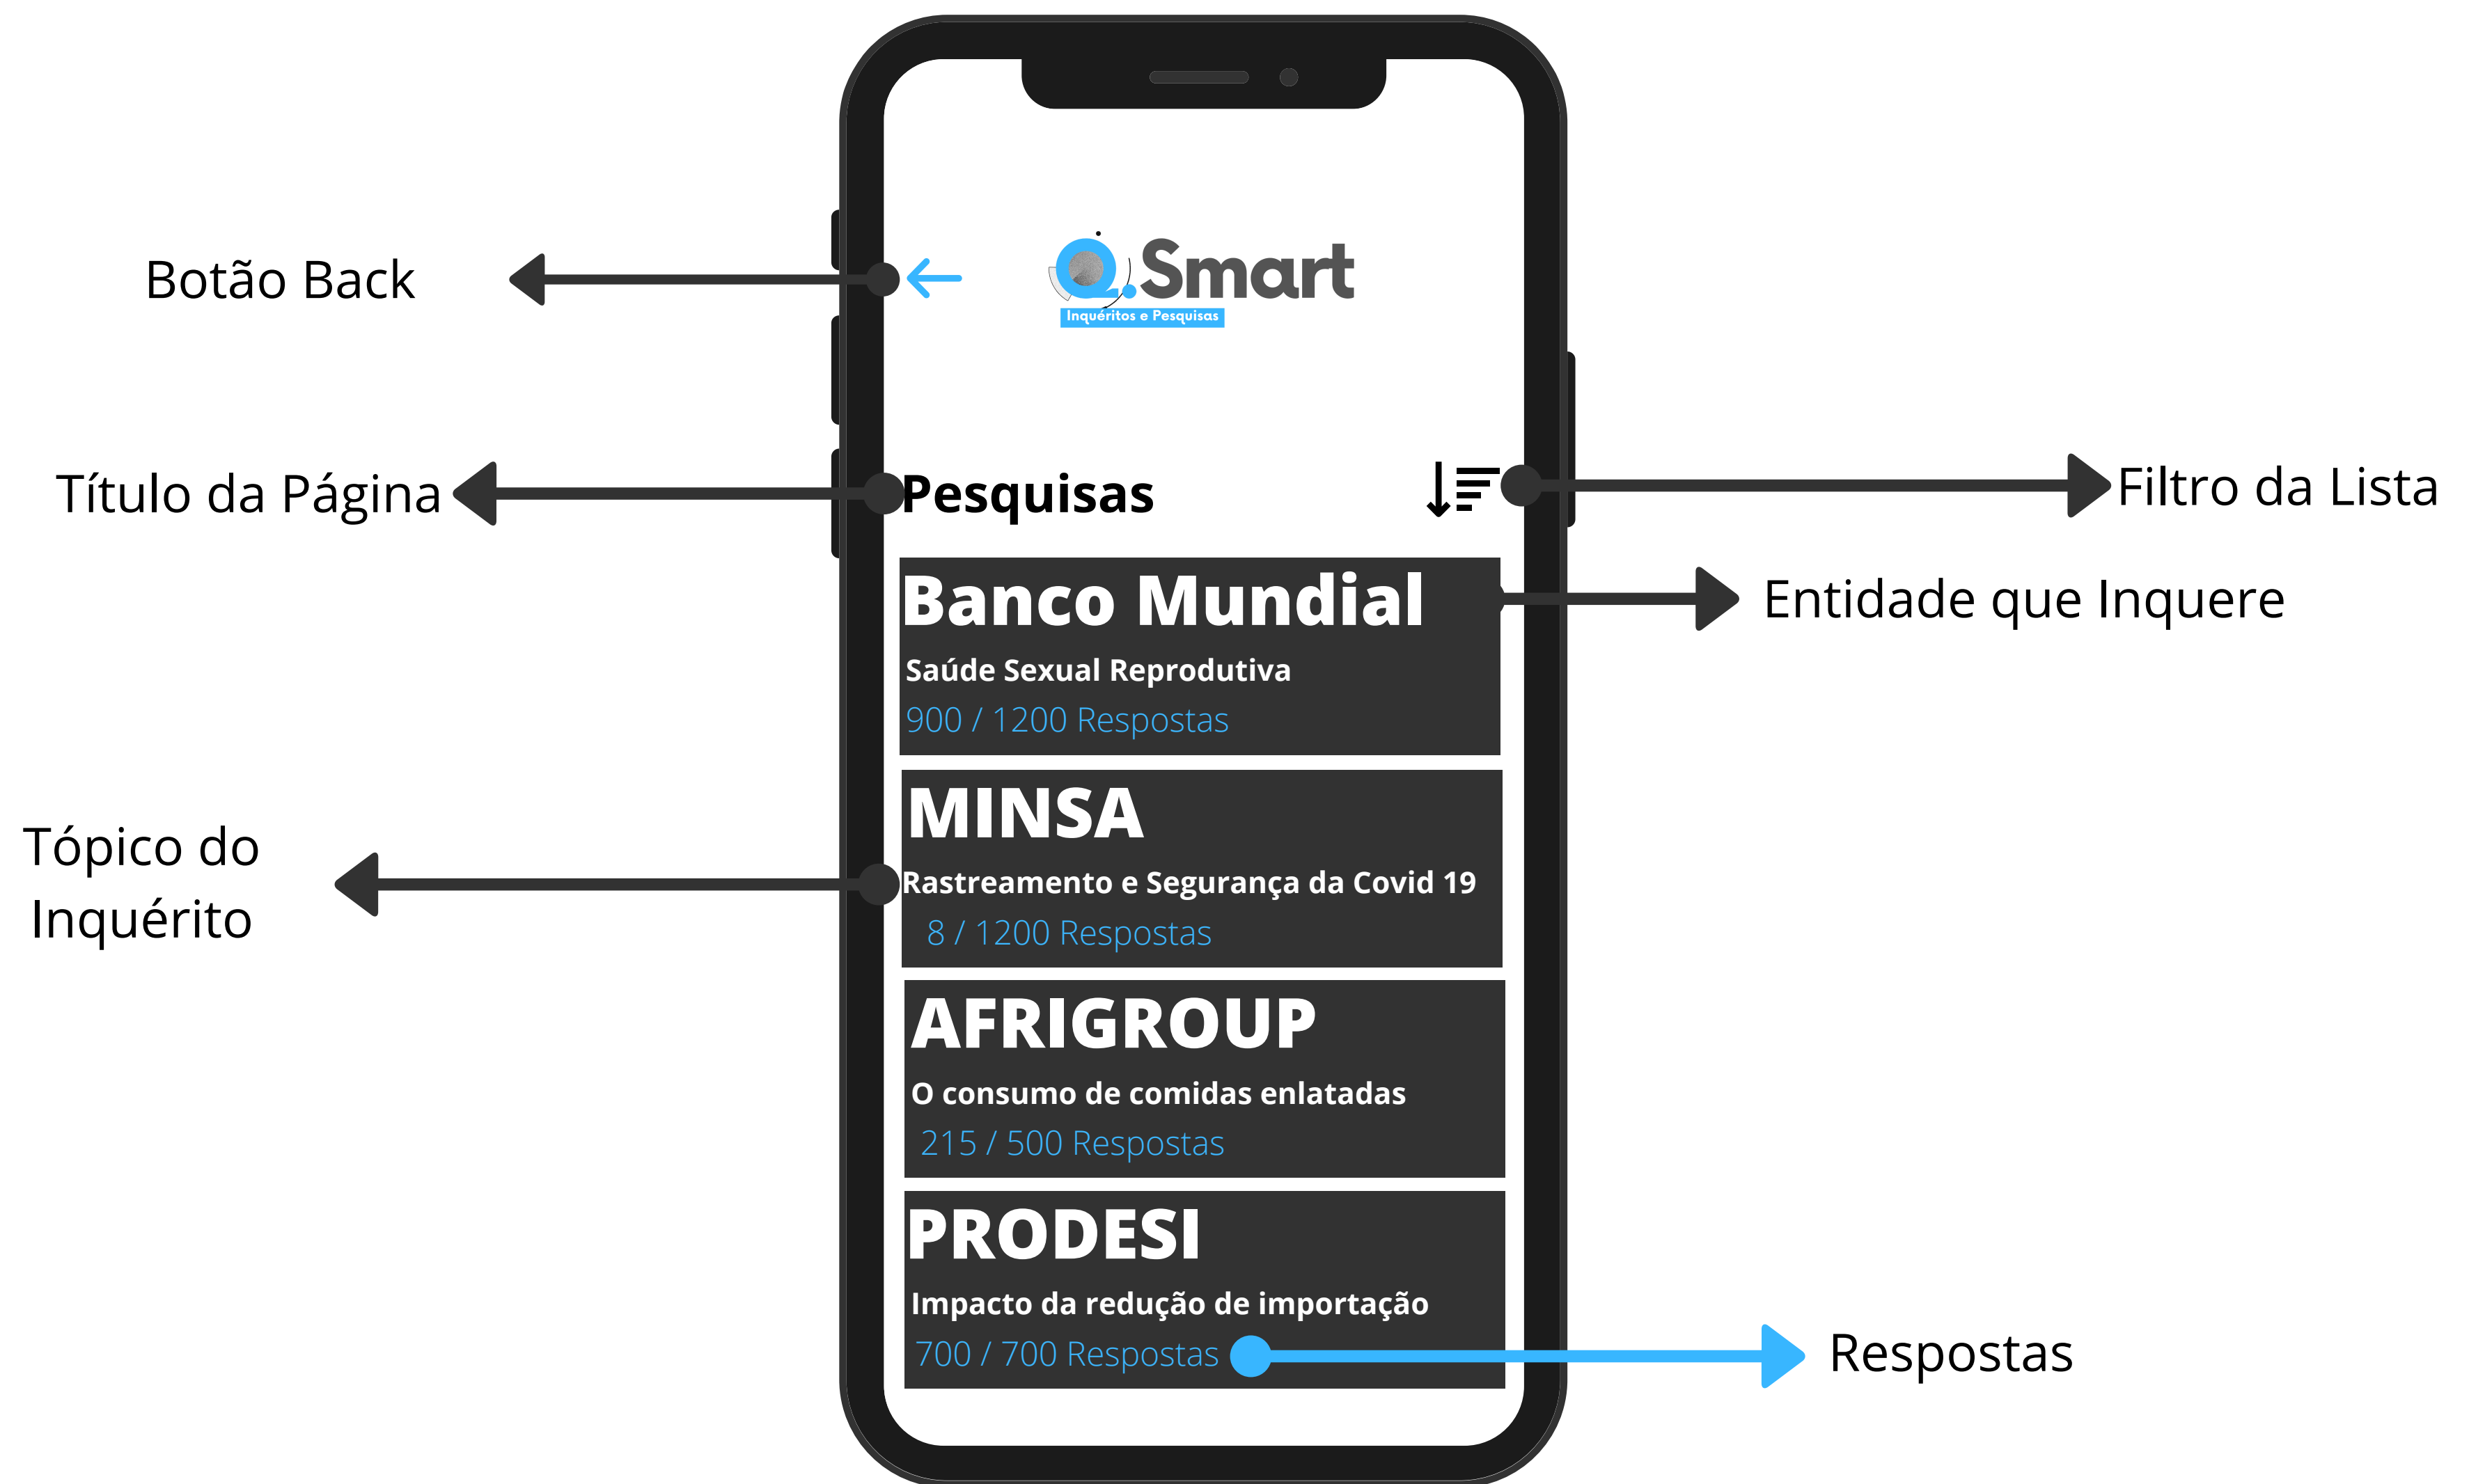 Botão Back
Q.Smart
Inquéritos e Pesquisas
Título da Página
Pesquisas
Filtro da Lista
Banco Mundial
Entidade que Inquere
Saúde Sexual Reprodutiva
900 / 1200 Respostas
MINSA
Tópico do
Inquérito
Rastreamento e Segurança da Covid 19
8 / 1200 Respostas
AFRIGROUP
O consumo de comidas enlatadas
215 / 500 Respostas
PRODESI
Impacto da redução de importação
700 / 700 Respostas
Respostas